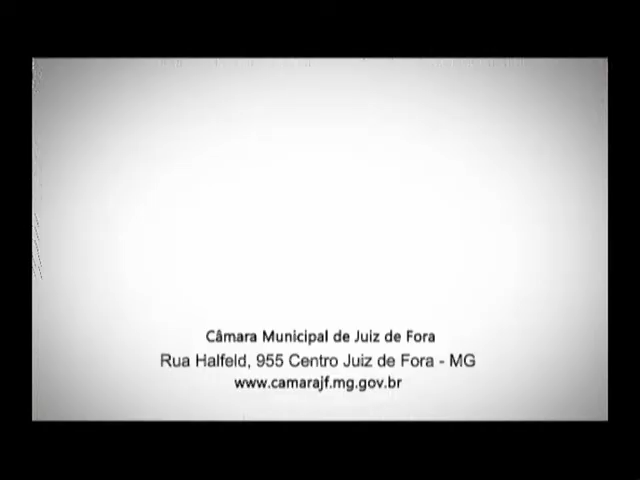 Câmara Municipal de Juiz de Fora
Rua Halfeld, 955 Centro Juiz de Fora - MG
www.camarajf.mg.gov.br